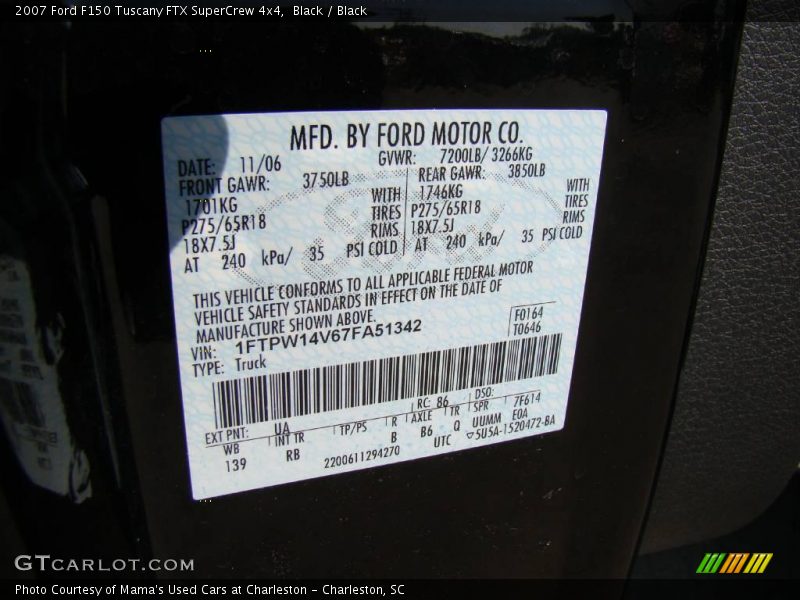 2007 Ford F150 Tuscany FTX SuperCrew 4x4, Black / Black
MFD. BY FORD MOTOR CO.
DATE: 11/06 GVWR: 7200LB/ 3266KG
FRONT GAWR: 3750LB REAR GAWR: 3850LB
1701KG WITH 1746KG WITH
P275/65R18 TIRES P275/65R18 TIRES
18X7.5J RIMS 18X7.5J RIMS
AT 240 kPa/ 35 PSI COLD AT 240 kPa/ 35 PSI COLD
THIS VEHICLE CONFORMS TO ALL APPLICABLE FEDERAL MOTOR
VEHICLE SAFETY STANDARDS IN EFFECT ON THE DATE OF
MANUFACTURE SHOWN ABOVE.
VIN: 1FTPW14V67FA51342 F0164
TYPE: Truck T0646
EXT PNT: UA RC: 86 DSO:
WB INT TR TP/PS R AXLE TR SPR 7F614
139 RB B B6 Q UUMM E0A
2200611294270 UTC ▽5U5A-1520472-BA
GTCARLOT.COM
Photo Courtesy of Mama's Used Cars at Charleston - Charleston, SC